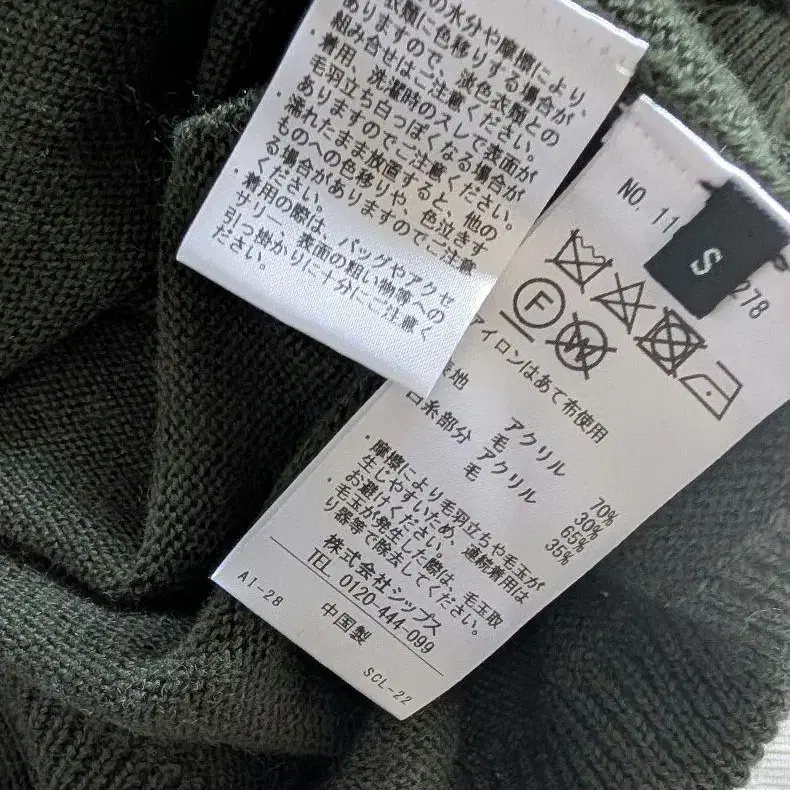 の水分や摩擦により、
衣類に色移りする場合が
ありますので、淡色衣類との
組み合せはご注意ください。
・着用、洗濯時のスレで表面が
毛羽立ち白っぽくなる場合が
ありますのでご注意ください。
・濡れたまま放置すると、他の
ものへの色移りや、色泣きす
る場合がありますのでご注意
ください。
・着用の際は、バッグやアクセ
サリー、表面の粗い物等への
引っ掛かりに十分にご注意く
ださい。
NO. 11
278
S
F
W
アイロンはあて布使用
地 アクリル 70%
毛 30%
白糸部分 アクリル 65%
毛 35%
・摩擦により毛羽立ちや毛玉が
生じやすいため、連続着用は
お避けください。
・毛玉が発生した際は、毛玉取
り器等で除去してください。
株式会社シップス
TEL 0120-444-099
AI-28 中国製 SCL-22